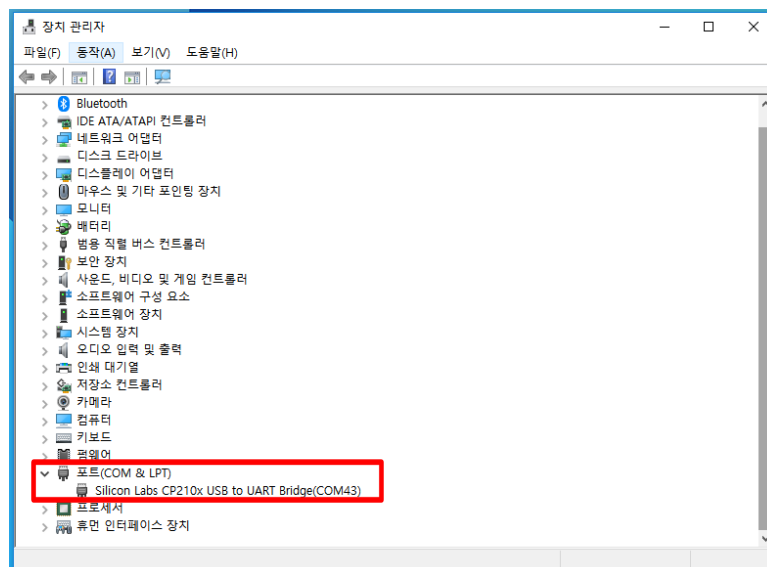 장치 관리자
파일(F) 동작(A) 보기(V) 도움말(H)
Bluetooth
IDE ATA/ATAPI 컨트롤러
네트워크 어댑터
디스크 드라이브
디스플레이 어댑터
마우스 및 기타 포인팅 장치
모니터
배터리
범용 직렬 버스 컨트롤러
보안 장치
사운드, 비디오 및 게임 컨트롤러
소프트웨어 구성 요소
소프트웨어 장치
시스템 장치
오디오 입력 및 출력
인쇄 대기열
저장소 컨트롤러
카메라
컴퓨터
키보드
펌웨어
포트(COM & LPT)
Silicon Labs CP210x USB to UART Bridge(COM43)
프로세서
휴먼 인터페이스 장치